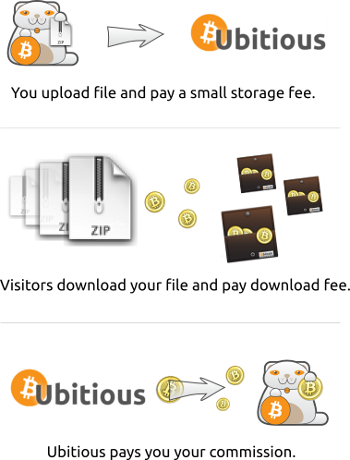 ZIP
Ubitious
You upload file and pay a small storage fee.
ZIP
Visitors download your file and pay download fee.
Ubitious
Ubitious pays you your commission.